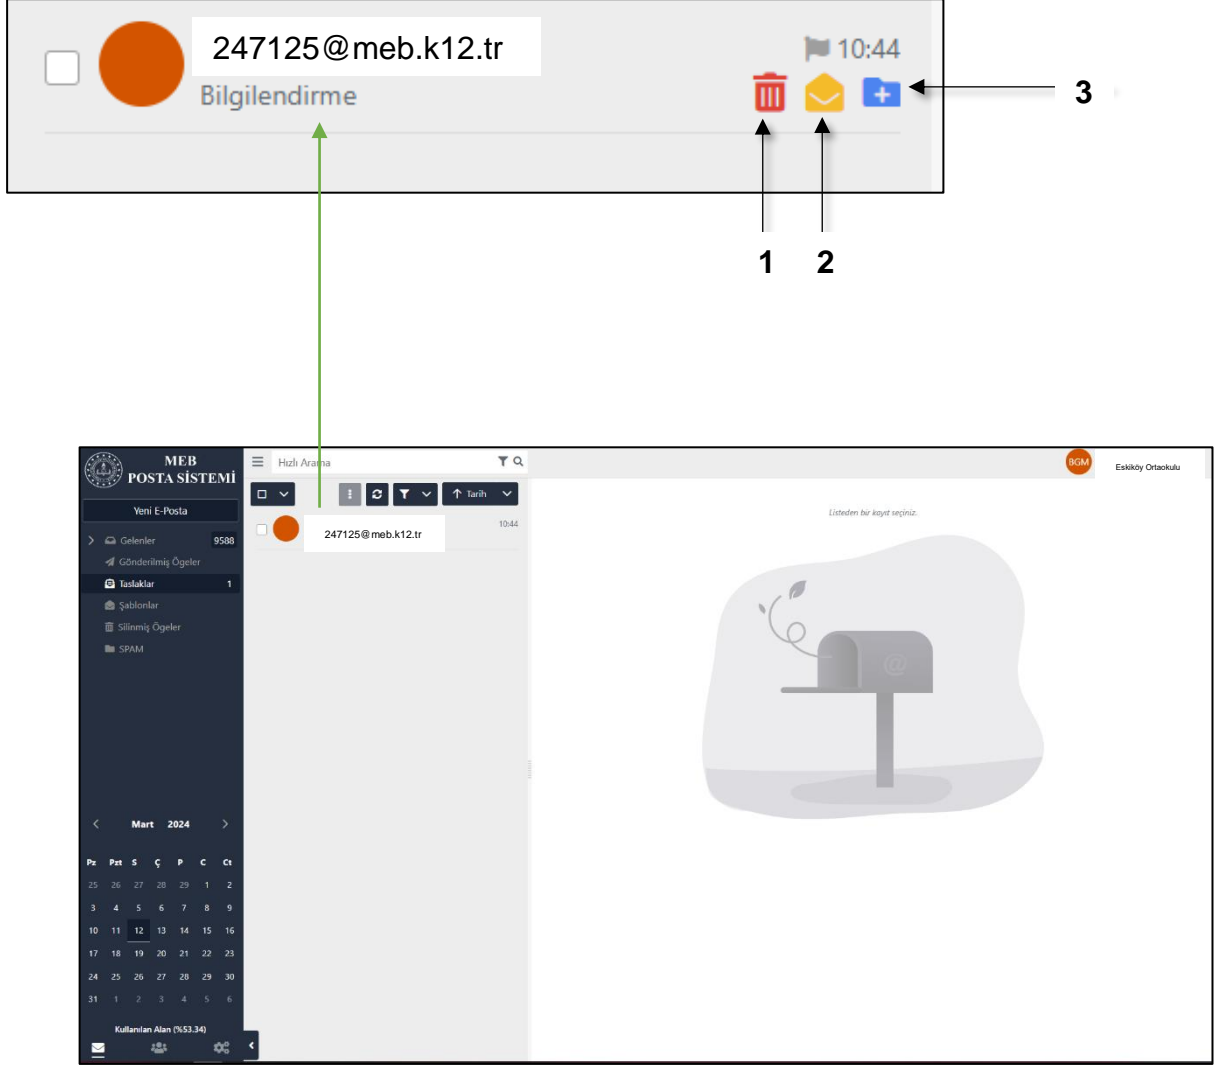 247125@meb.k12.tr
10:44
Bilgilendirme
3
1
2
MEB
POSTA SİSTEMİ
Yeni E-Posta
Gelenler 9588
Gönderilmiş Ögeler
Taslaklar 1
Şablonlar
Silinmiş Ögeler
SPAM
Mart 2024
Pz Pzt S Ç P C Ct
25 26 27 28 29 1 2
3 4 5 6 7 8 9
10 11 12 13 14 15 16
17 18 19 20 21 22 23
24 25 26 27 28 29 30
31 1 2 3 4 5 6
Kullanılan Alan (%53.34)
Hızlı Arama
Tarih
247125@meb.k12.tr
10:44
BGM
Eskiköy Ortaokulu
Listeden bir kayıt seçiniz.
@